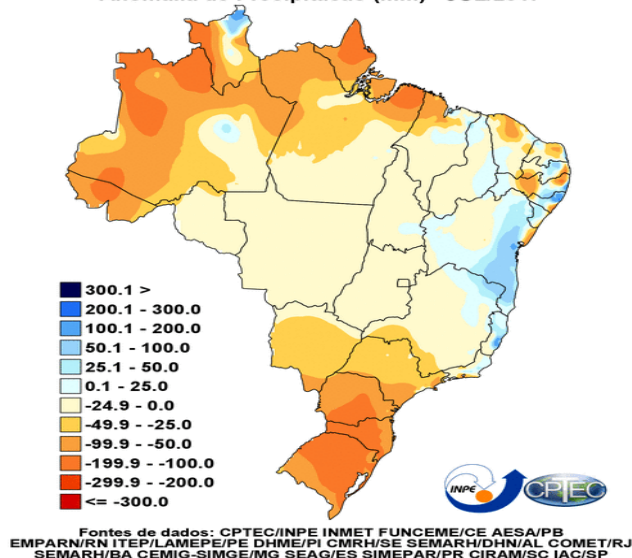 300.1 >
200.1 - 300.0
100.1 - 200.0
50.1 - 100.0
25.1 - 50.0
0.1 - 25.0
-24.9 - 0.0
-49.9 - -25.0
-99.9 - -50.0
-199.9 - -100.0
-299.9 - -200.0
<= -300.0
INPE
CPTEC
Fontes de dados: CPTEC/INPE INMET FUNCEME/CE AESA/PB
EMPARN/RN ITEP/LAMEPE/PE DHME/PI CMRH/SE SEMARH/DHN/AL COMET/RJ
SEMARH/BA CEMIG-SIMGE/MG SEAG/ES SIMEPAR/PR CIRAM/SC IAC/SP